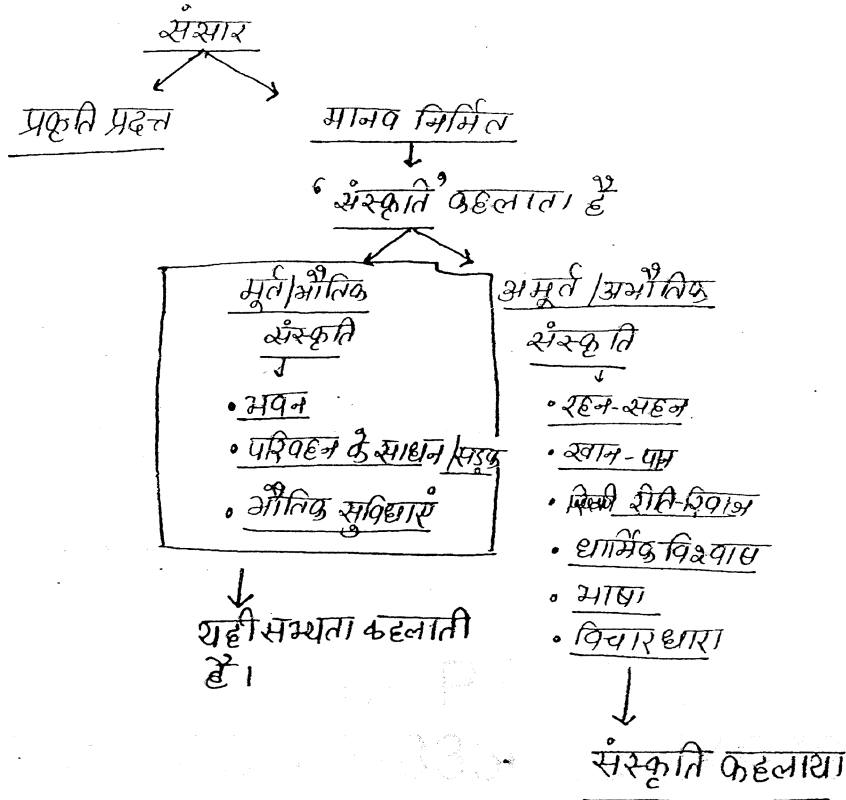 संसार
प्रकृति प्रदत्त
मानव निर्मित
'संस्कृति' कहलाता है
मूर्त/भौतिक
संस्कृति
• भवन
• परिवहन के साधन/सड़क
• भौतिक सुविधाएं
यही सभ्यता कहलाती
है।
अमूर्त/अभौतिक
संस्कृति
• रहन-सहन
• खान-पान
• रीति-रिवाज
• धार्मिक विश्वास
• भाषा
• विचारधारा
संस्कृति कहलाया